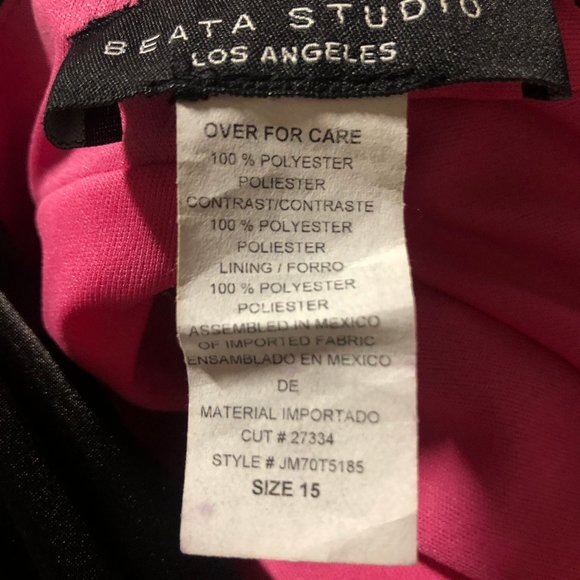 BEATA STUDIO
LOS ANGELES
OVER FOR CARE
100 % POLYESTER
POLIESTER
CONTRAST/CONTRASTE
100 % POLYESTER
POLIESTER
LINING / FORRO
100 % POLYESTER
POLIESTER
ASSEMBLED IN MEXICO
OF IMPORTED FABRIC
ENSAMBLADO EN MEXICO
DE
MATERIAL IMPORTADO
CUT # 27334
STYLE # JM70T5185
SIZE 15